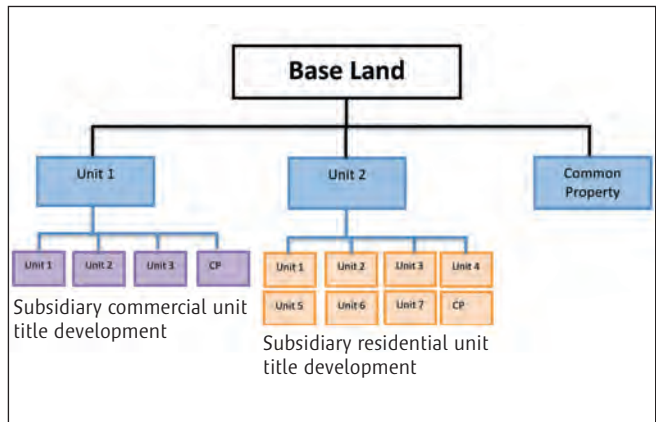 Base Land
Unit 1
Unit 2
Common
Property
Unit 1
Unit 2
Unit 3
CP
Subsidiary commercial unit
title development
Unit 1
Unit 2
Unit 3
Unit 4
Unit 5
Unit 6
Unit 7
CP
Subsidiary residential unit
title development